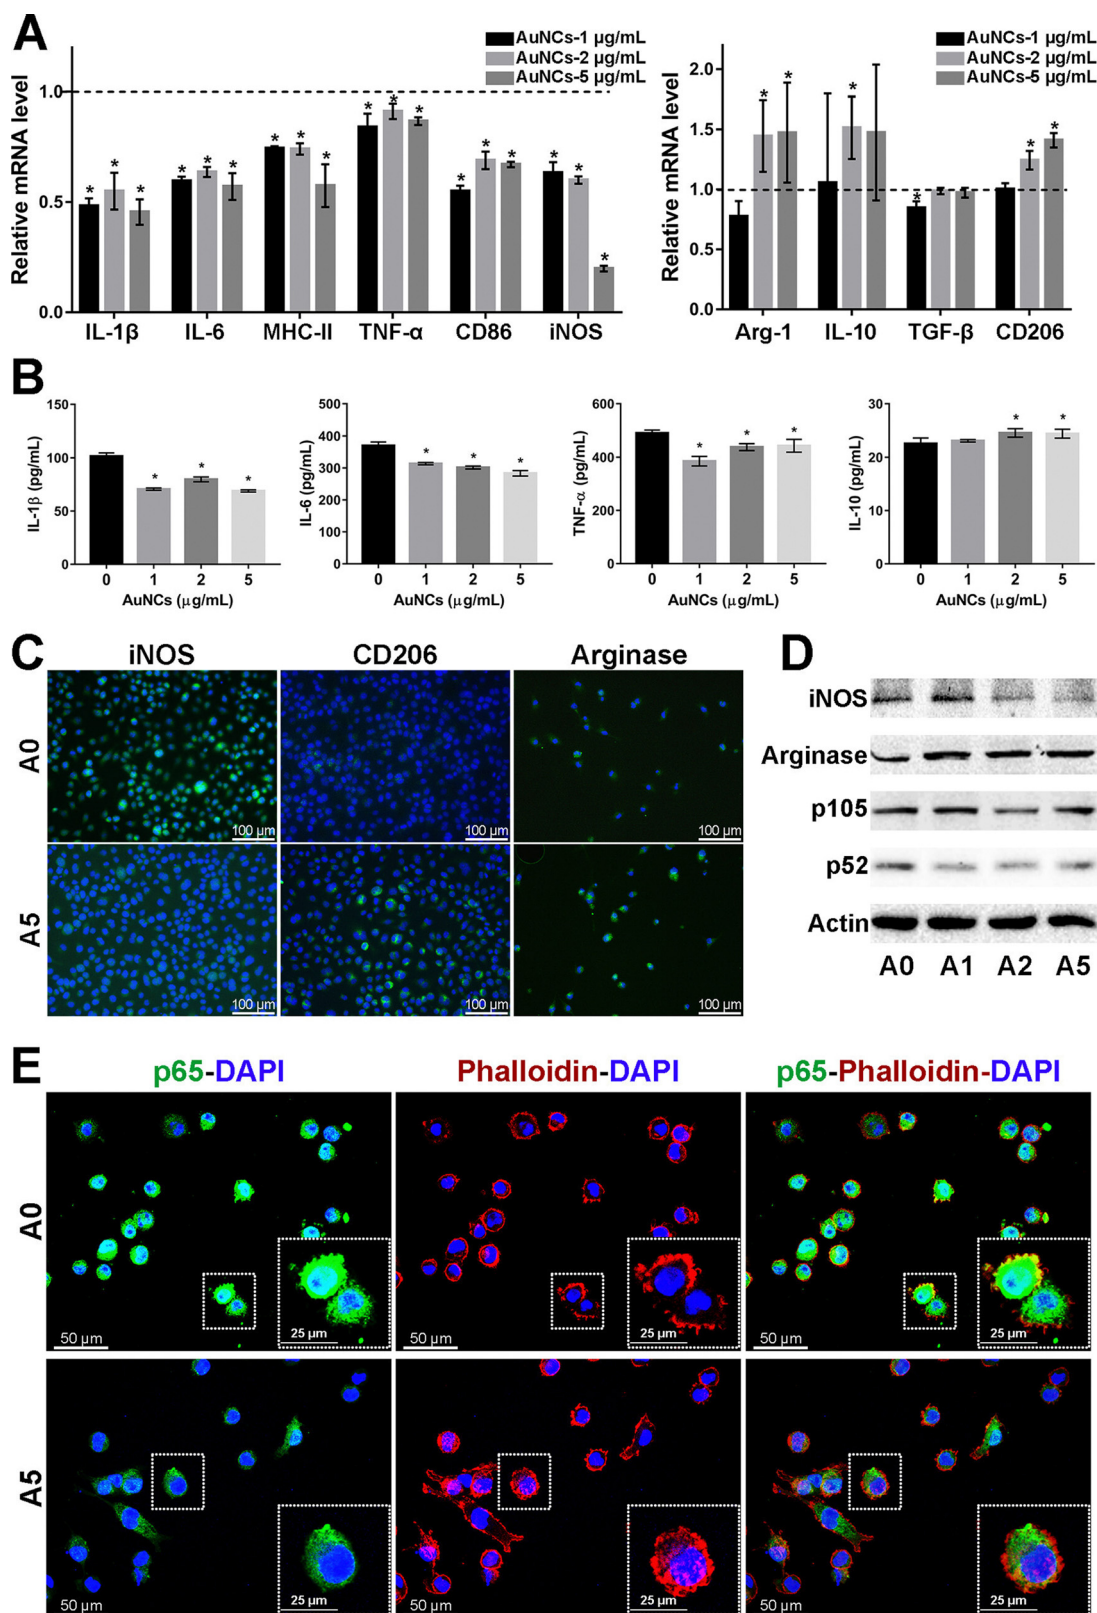 A
AuNCs-1 µg/mL
AuNCs-2 µg/mL
AuNCs-5 µg/mL
Relative mRNA level
1.0
0.5
0.0
IL-1β IL-6 MHC-II TNF-α CD86 iNOS
* * * * * * * * * * * * * * * * * *
AuNCs-1 µg/mL
AuNCs-2 µg/mL
AuNCs-5 µg/mL
Relative mRNA level
2.0
1.5
1.0
0.5
0.0
Arg-1 IL-10 TGF-β CD206
* * * * * *
B
IL-1β (pg/mL)
150
100
50
0
* * *
0 1 2 5
AuNCs (µg/mL)
IL-6 (pg/mL)
500
400
300
200
100
0
* * *
0 1 2 5
AuNCs (µg/mL)
TNF-α (pg/mL)
600
400
200
0
* * *
0 1 2 5
AuNCs (µg/mL)
IL-10 (pg/mL)
30
20
10
0
* *
0 1 2 5
AuNCs (µg/mL)
C
iNOS CD206 Arginase
A0
100 µm 100 µm 100 µm
A5
100 µm 100 µm 100 µm
D
iNOS
Arginase
p105
p52
Actin
A0 A1 A2 A5
E
p65-DAPI Phalloidin-DAPI p65-Phalloidin-DAPI
A0
50 µm 25 µm 50 µm 25 µm 50 µm 25 µm
A5
50 µm 25 µm 50 µm 25 µm 50 µm 25 µm